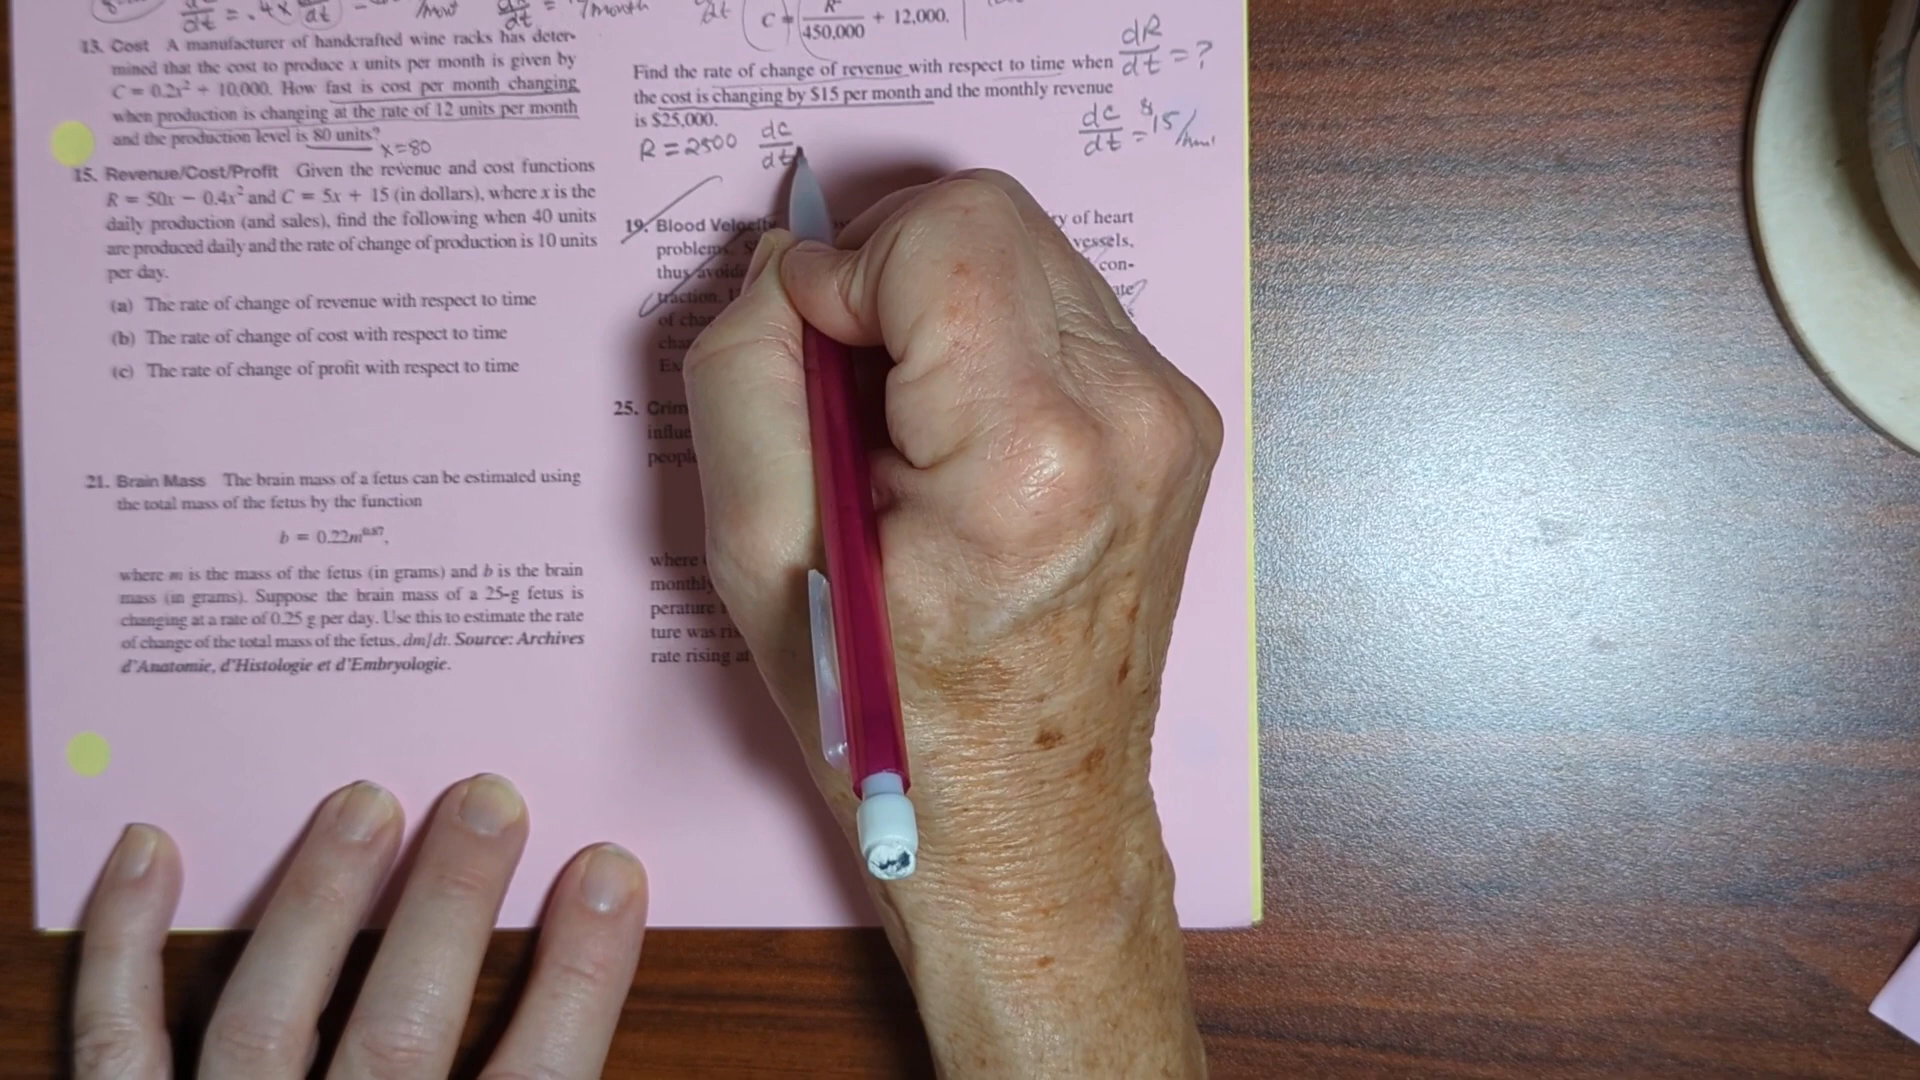 dt = .4x dt
dt =
/month
13. Cost A manufacturer of handcrafted wine racks has deter-
mined that the cost to produce x units per month is given by
C = 0.2x² + 10,000. How fast is cost per month changing
when production is changing at the rate of 12 units per month
and the production level is 80 units?
x=80
15. Revenue/Cost/Profit Given the revenue and cost functions
R = 50x − 0.4x² and C = 5x + 15 (in dollars), where x is the
daily production (and sales), find the following when 40 units
are produced daily and the rate of change of production is 10 units
per day.
(a) The rate of change of revenue with respect to time
(b) The rate of change of cost with respect to time
(c) The rate of change of profit with respect to time
21. Brain Mass The brain mass of a fetus can be estimated using
the total mass of the fetus by the function
b = 0.22m^0.87,
where m is the mass of the fetus (in grams) and b is the brain
mass (in grams). Suppose the brain mass of a 25-g fetus is
changing at a rate of 0.25 g per day. Use this to estimate the rate
of change of the total mass of the fetus, dm/dt. Source: Archives
d'Anatomie, d'Histologie et d'Embryologie.
C = R²/450,000 + 12,000.
dR/dt = ?
Find the rate of change of revenue with respect to time when
the cost is changing by $15 per month and the monthly revenue
is $25,000.
R = 2500 dc/dt
dc/dt = $15/
19. Blood Velocity y of heart
problem vessels,
thus avoid con-
traction.
of char
25. Crim
influe
people
where
monthly
perature
ture was ris
rate rising at